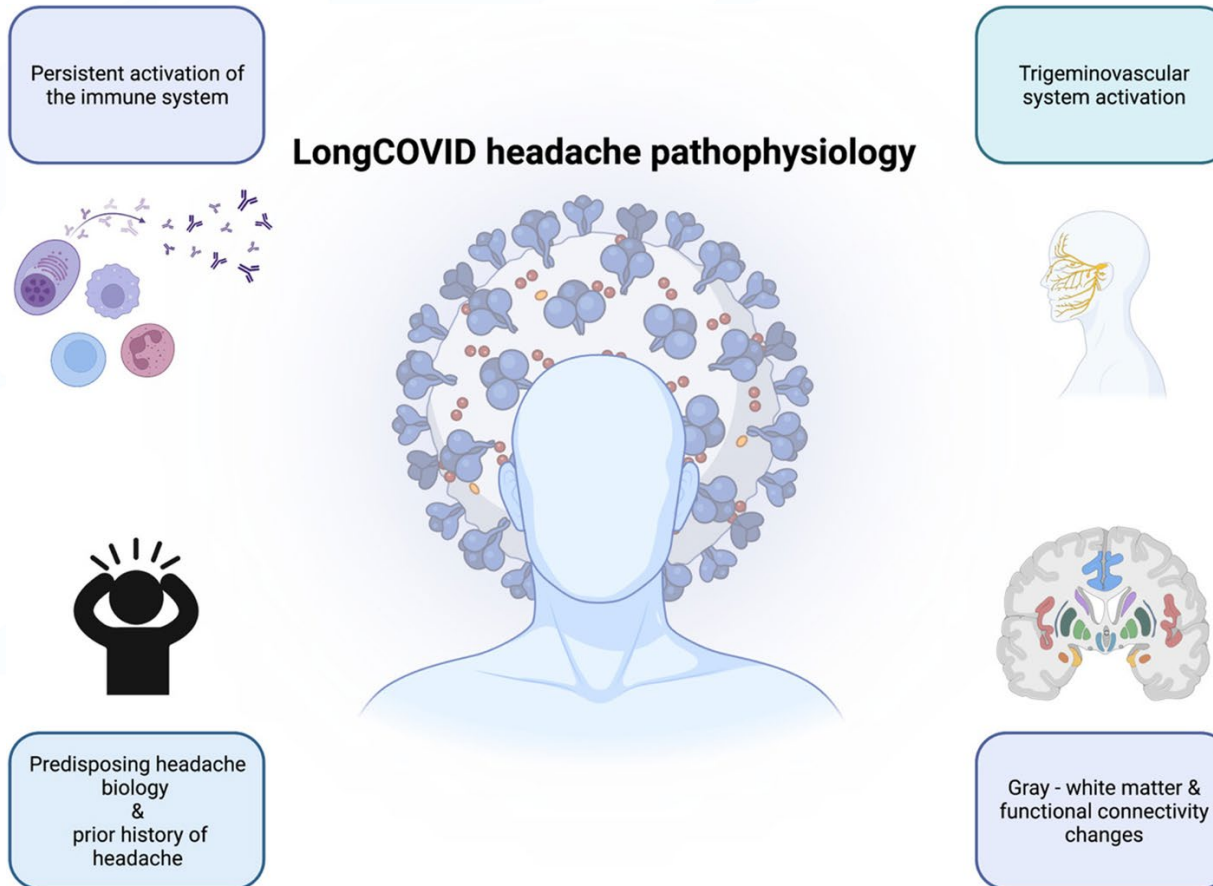 Persistent activation of
the immune system
Trigeminovascular
system activation
LongCOVID headache pathophysiology
Predisposing headache
biology
&
prior history of
headache
Gray - white matter &
functional connectivity
changes